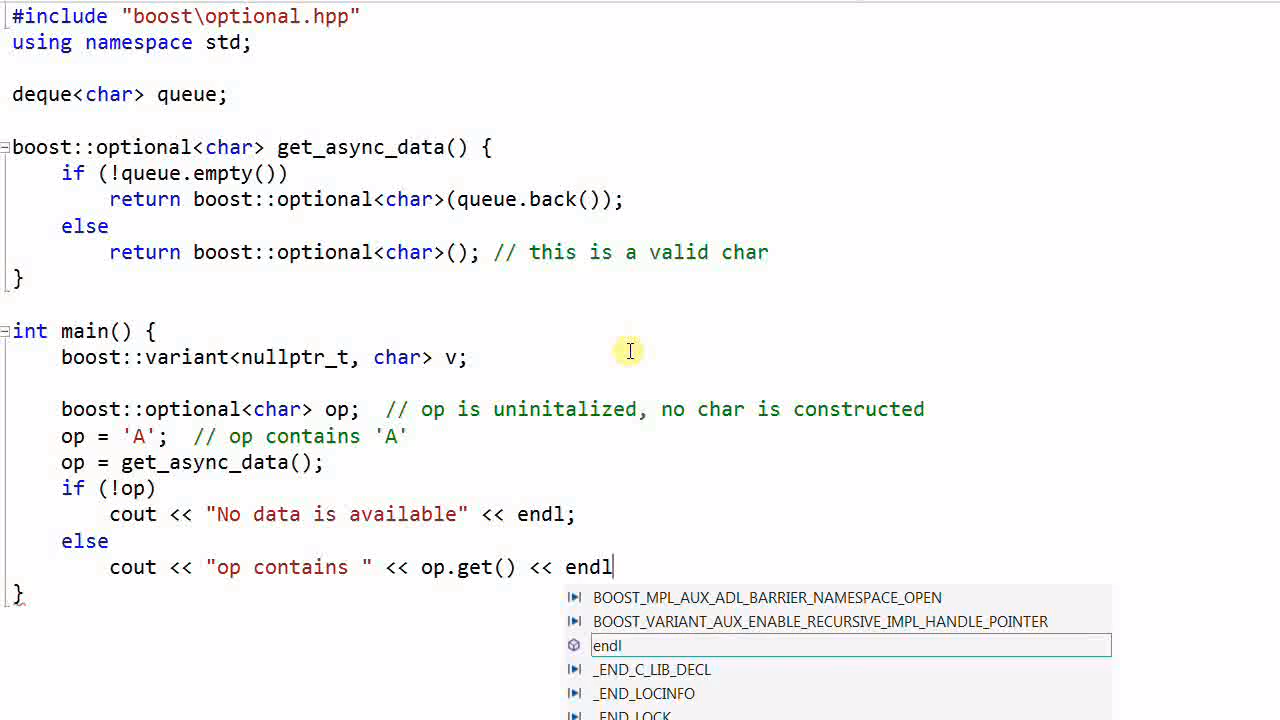 #include "boost\optional.hpp"
using namespace std;
deque<char> queue;
boost::optional<char> get_async_data() {
if (!queue.empty())
return boost::optional<char>(queue.back());
else
return boost::optional<char>(); // this is a valid char
}
int main() {
boost::variant<nullptr_t, char> v;
boost::optional<char> op;  // op is uninitalized, no char is constructed
op = 'A';  // op contains 'A'
op = get_async_data();
if (!op)
cout << "No data is available" << endl;
else
cout << "op contains " << op.get() << endl
}
BOOST_MPL_AUX_ADL_BARRIER_NAMESPACE_OPEN
BOOST_VARIANT_AUX_ENABLE_RECURSIVE_IMPL_HANDLE_POINTER
endl
_END_C_LIB_DECL
_END_LOCINFO
_END_LOCK